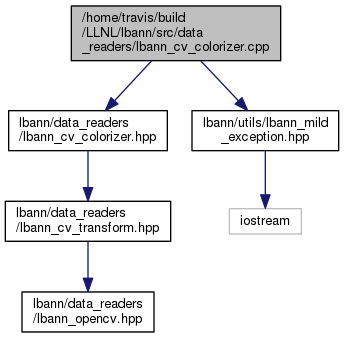 /home/travis/build
/LLNL/lbann/src/data
_readers/lbann_cv_colorizer.cpp
lbann/data_readers
/lbann_cv_colorizer.hpp
lbann/utils/lbann_mild
_exception.hpp
lbann/data_readers
/lbann_cv_transform.hpp
iostream
lbann/data_readers
/lbann_opencv.hpp